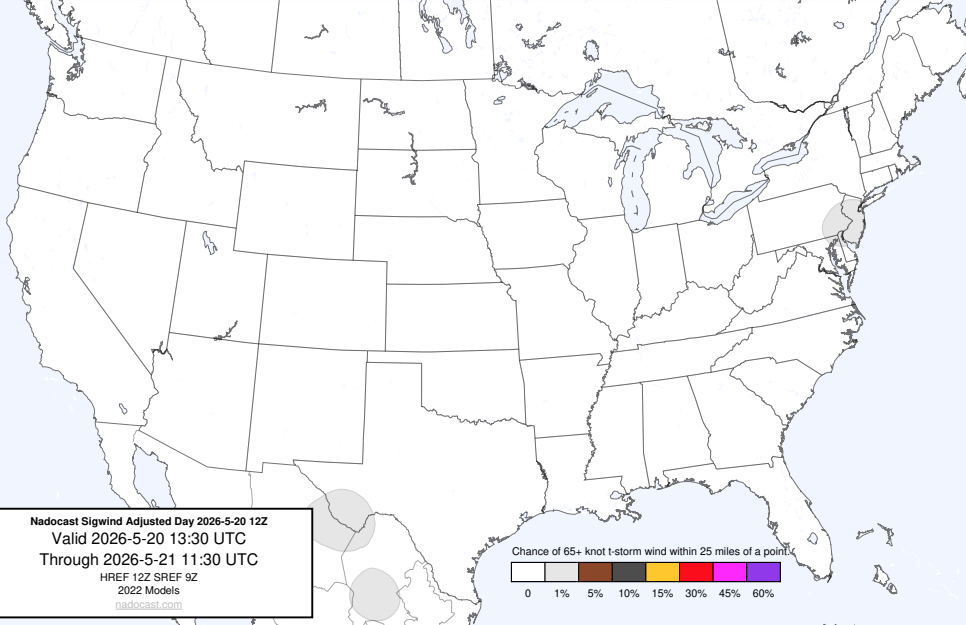 Nadocast Sigwind Adjusted Day 2026-5-20 12Z
Valid 2026-5-20 13:30 UTC
Through 2026-5-21 11:30 UTC
HREF 12Z SREF 9Z
2022 Models
nadocast.com
Chance of 65+ knot t-storm wind within 25 miles of a point.
0 1% 5% 10% 15% 30% 45% 60%